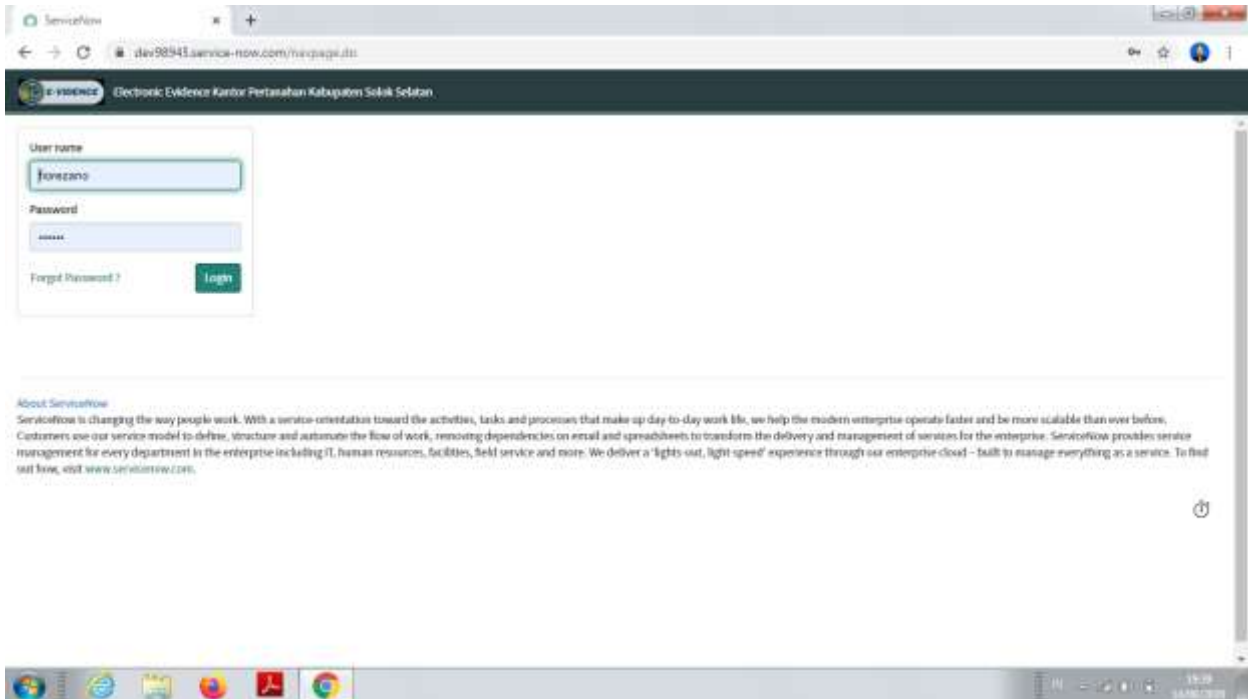 ServiceNow
dev98943.service-now.com/navpage.do
E-VIDENCE Electronic Evidence Kantor Pertanahan Kabupaten Solok Selatan
User name
fiorezano
Password
Forgot Password ?
Login
About ServiceNow
ServiceNow is changing the way people work. With a service-orientation toward the activities, tasks and processes that make up day-to-day work life, we help the modern enterprise operate faster and be more scalable than ever before.
Customers use our service model to define, structure and automate the flow of work, removing dependencies on email and spreadsheets to transform the delivery and management of services for the enterprise. ServiceNow provides service
management for every department in the enterprise including IT, human resources, facilities, field service and more. We deliver a 'lights-out, light-speed' experience through our enterprise cloud – built to manage everything as a service. To find
out how, visit www.servicenow.com.
IN
19:39